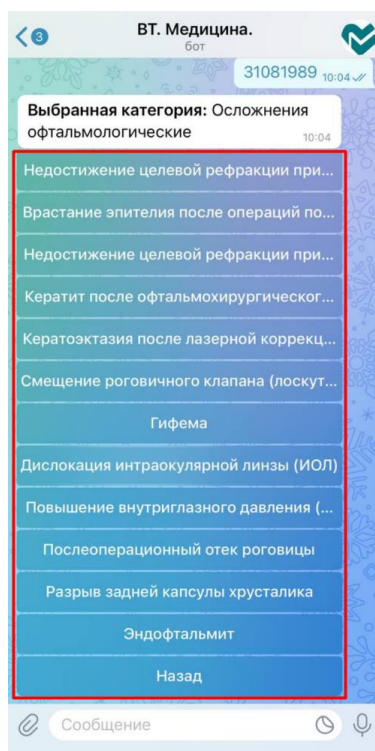 3
ВТ. Медицина.
бот
31081989 10:04
Выбранная категория: Осложнения
офтальмологические
10:04
Недостижение целевой рефракции при...
Врастание эпителия после операций по...
Недостижение целевой рефракции при...
Кератит после офтальмохирургическог...
Кератоэктазия после лазерной коррекц...
Смещение роговичного клапана (лоскут...
Гифема
Дислокация интраокулярной линзы (ИОЛ)
Повышение внутриглазного давления (...
Послеоперационный отек роговицы
Разрыв задней капсулы хрусталика
Эндофтальмит
Назад
Сообщение